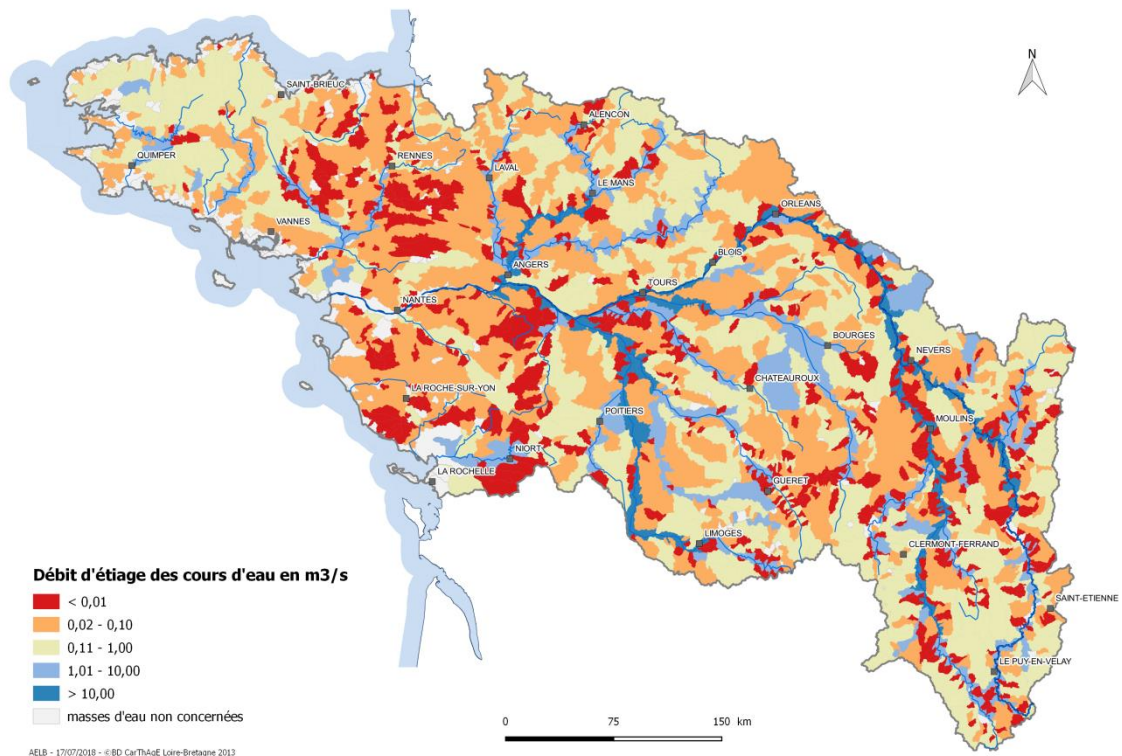 N
SAINT-BRIEUC
ALENCON
QUIMPER
RENNES
LAVAL
LE MANS
ORLEANS
VANNES
BLOIS
ANGERS
TOURS
NANTES
BOURGES
NEVERS
LA ROCHE-SUR-YON
CHATEAUROUX
POITIERS
MOULINS
NIORT
LA ROCHELLE
GUERET
LIMOGES
CLERMONT-FERRAND
SAINT-ETIENNE
LE PUY-EN-VELAY
Débit d'étiage des cours d'eau en m3/s
< 0,01
0,02 - 0,10
0,11 - 1,00
1,01 - 10,00
> 10,00
masses d'eau non concernées
0 75 150 km
AELB - 17/07/2018 - ©BD CarThAgE Loire-Bretagne 2013